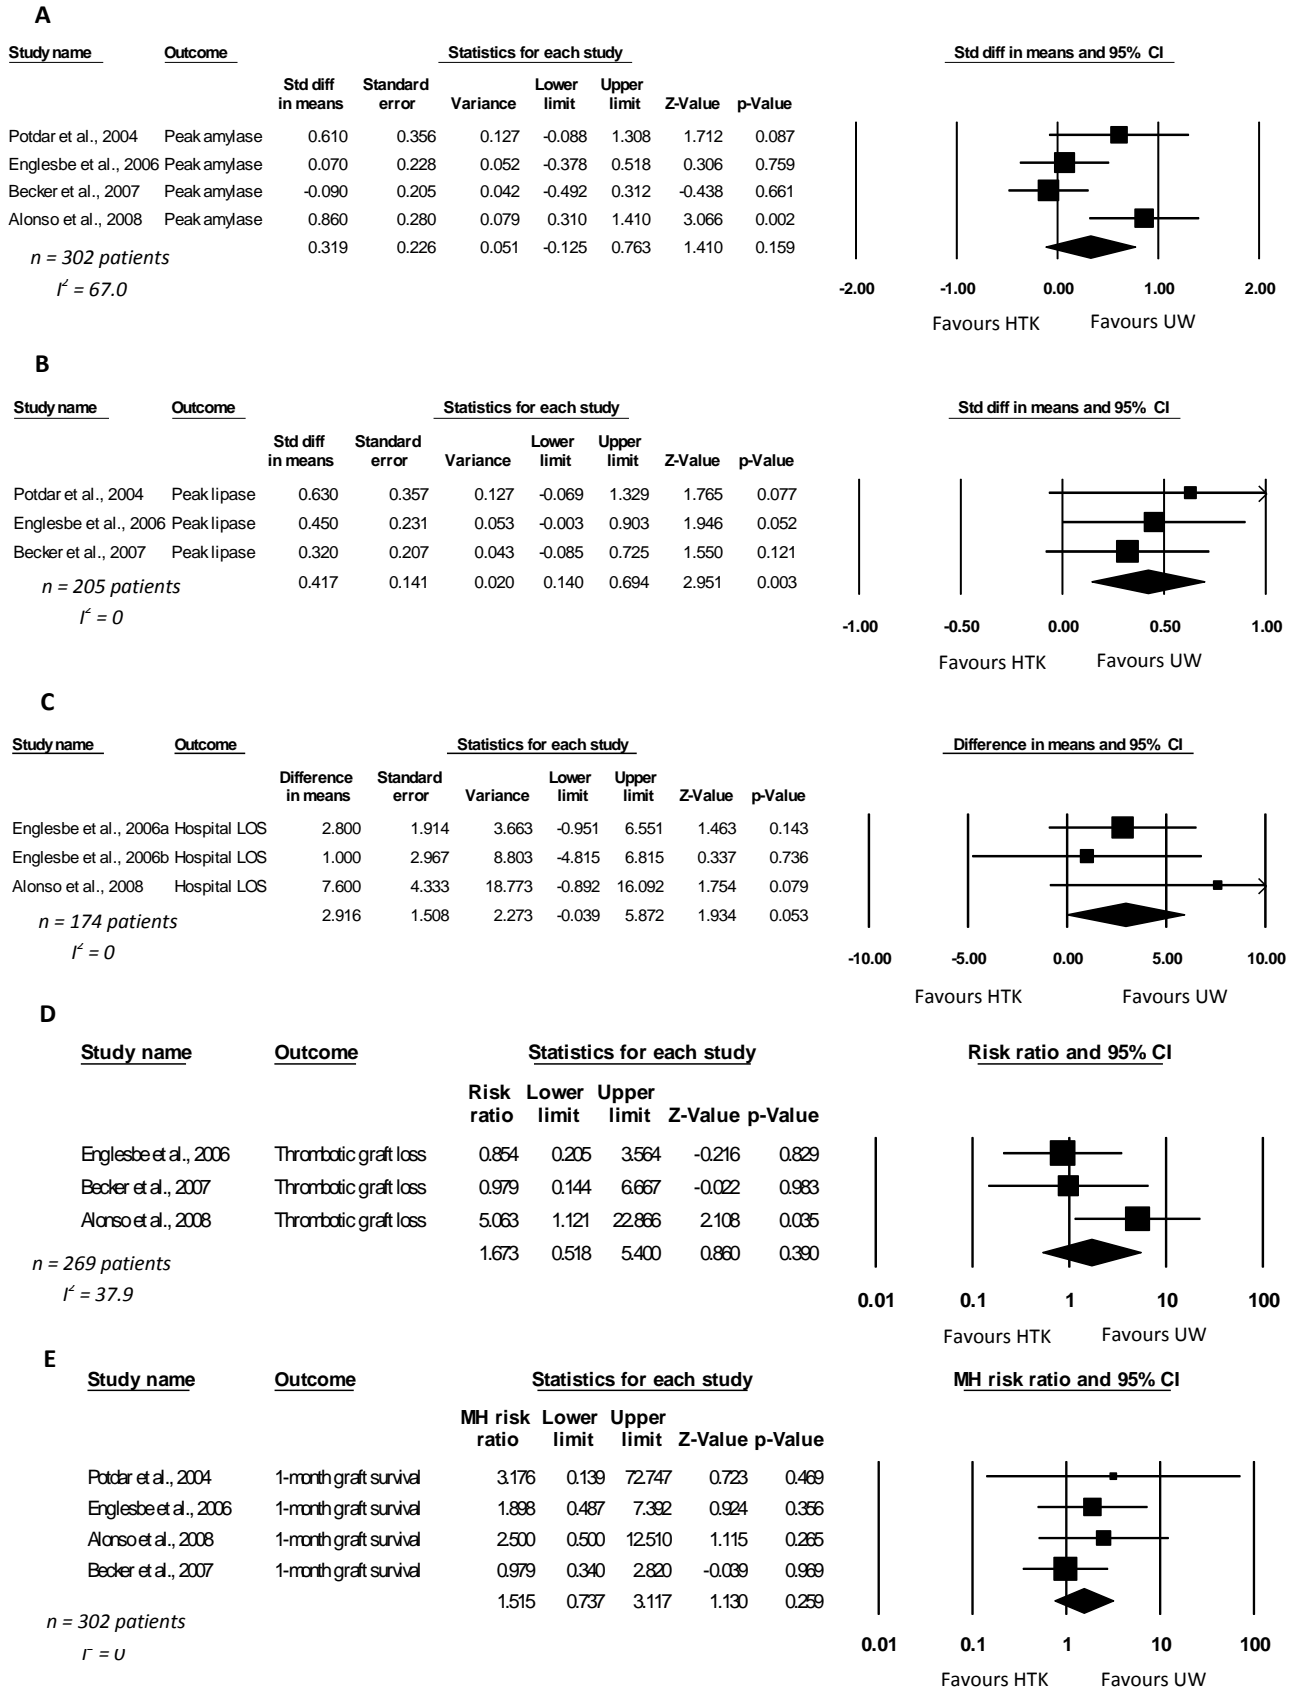 A
Study name Outcome Statistics for each study Std diff in means and 95% CI
Std diff Standard Lower Upper
in means error Variance limit limit Z-Value p-Value
Potdar et al., 2004 Peak amylase 0.610 0.356 0.127 -0.088 1.308 1.712 0.087
Englesbe et al., 2006 Peak amylase 0.070 0.228 0.052 -0.378 0.518 0.306 0.759
Becker et al., 2007 Peak amylase -0.090 0.205 0.042 -0.492 0.312 -0.438 0.661
Alonso et al., 2008 Peak amylase 0.860 0.280 0.079 0.310 1.410 3.066 0.002
0.319 0.226 0.051 -0.125 0.763 1.410 0.159
n = 302 patients
I² = 67.0
-2.00 -1.00 0.00 1.00 2.00
Favours HTK Favours UW
B
Study name Outcome Statistics for each study Std diff in means and 95% CI
Std diff Standard Lower Upper
in means error Variance limit limit Z-Value p-Value
Potdar et al., 2004 Peak lipase 0.630 0.357 0.127 -0.069 1.329 1.765 0.077
Englesbe et al., 2006 Peak lipase 0.450 0.231 0.053 -0.003 0.903 1.946 0.052
Becker et al., 2007 Peak lipase 0.320 0.207 0.043 -0.085 0.725 1.550 0.121
0.417 0.141 0.020 0.140 0.694 2.951 0.003
n = 205 patients
I² = 0
-1.00 -0.50 0.00 0.50 1.00
Favours HTK Favours UW
C
Study name Outcome Statistics for each study Difference in means and 95% CI
Difference Standard Lower Upper
in means error Variance limit limit Z-Value p-Value
Englesbe et al., 2006a Hospital LOS 2.800 1.914 3.663 -0.951 6.551 1.463 0.143
Englesbe et al., 2006b Hospital LOS 1.000 2.967 8.803 -4.815 6.815 0.337 0.736
Alonso et al., 2008 Hospital LOS 7.600 4.333 18.773 -0.892 16.092 1.754 0.079
2.916 1.508 2.273 -0.039 5.872 1.934 0.053
n = 174 patients
I² = 0
-10.00 -5.00 0.00 5.00 10.00
Favours HTK Favours UW
D
Study name Outcome Statistics for each study Risk ratio and 95% CI
Risk Lower Upper
ratio limit limit Z-Value p-Value
Englesbe et al., 2006 Thrombotic graft loss 0.854 0.205 3.564 -0.216 0.829
Becker et al., 2007 Thrombotic graft loss 0.979 0.144 6.667 -0.022 0.983
Alonso et al., 2008 Thrombotic graft loss 5.063 1.121 22.866 2.108 0.035
1.673 0.518 5.400 0.860 0.390
n = 269 patients
I² = 37.9
0.01 0.1 1 10 100
Favours HTK Favours UW
E
Study name Outcome Statistics for each study MH risk ratio and 95% CI
MH risk Lower Upper
ratio limit limit Z-Value p-Value
Potdar et al., 2004 1-month graft survival 3.176 0.139 72.747 0.723 0.469
Englesbe et al., 2006 1-month graft survival 1.898 0.487 7.392 0.924 0.356
Alonso et al., 2008 1-month graft survival 2.500 0.500 12.510 1.115 0.265
Becker et al., 2007 1-month graft survival 0.979 0.340 2.820 -0.039 0.969
1.515 0.737 3.117 1.130 0.259
n = 302 patients
I² = 0
0.01 0.1 1 10 100
Favours HTK Favours UW